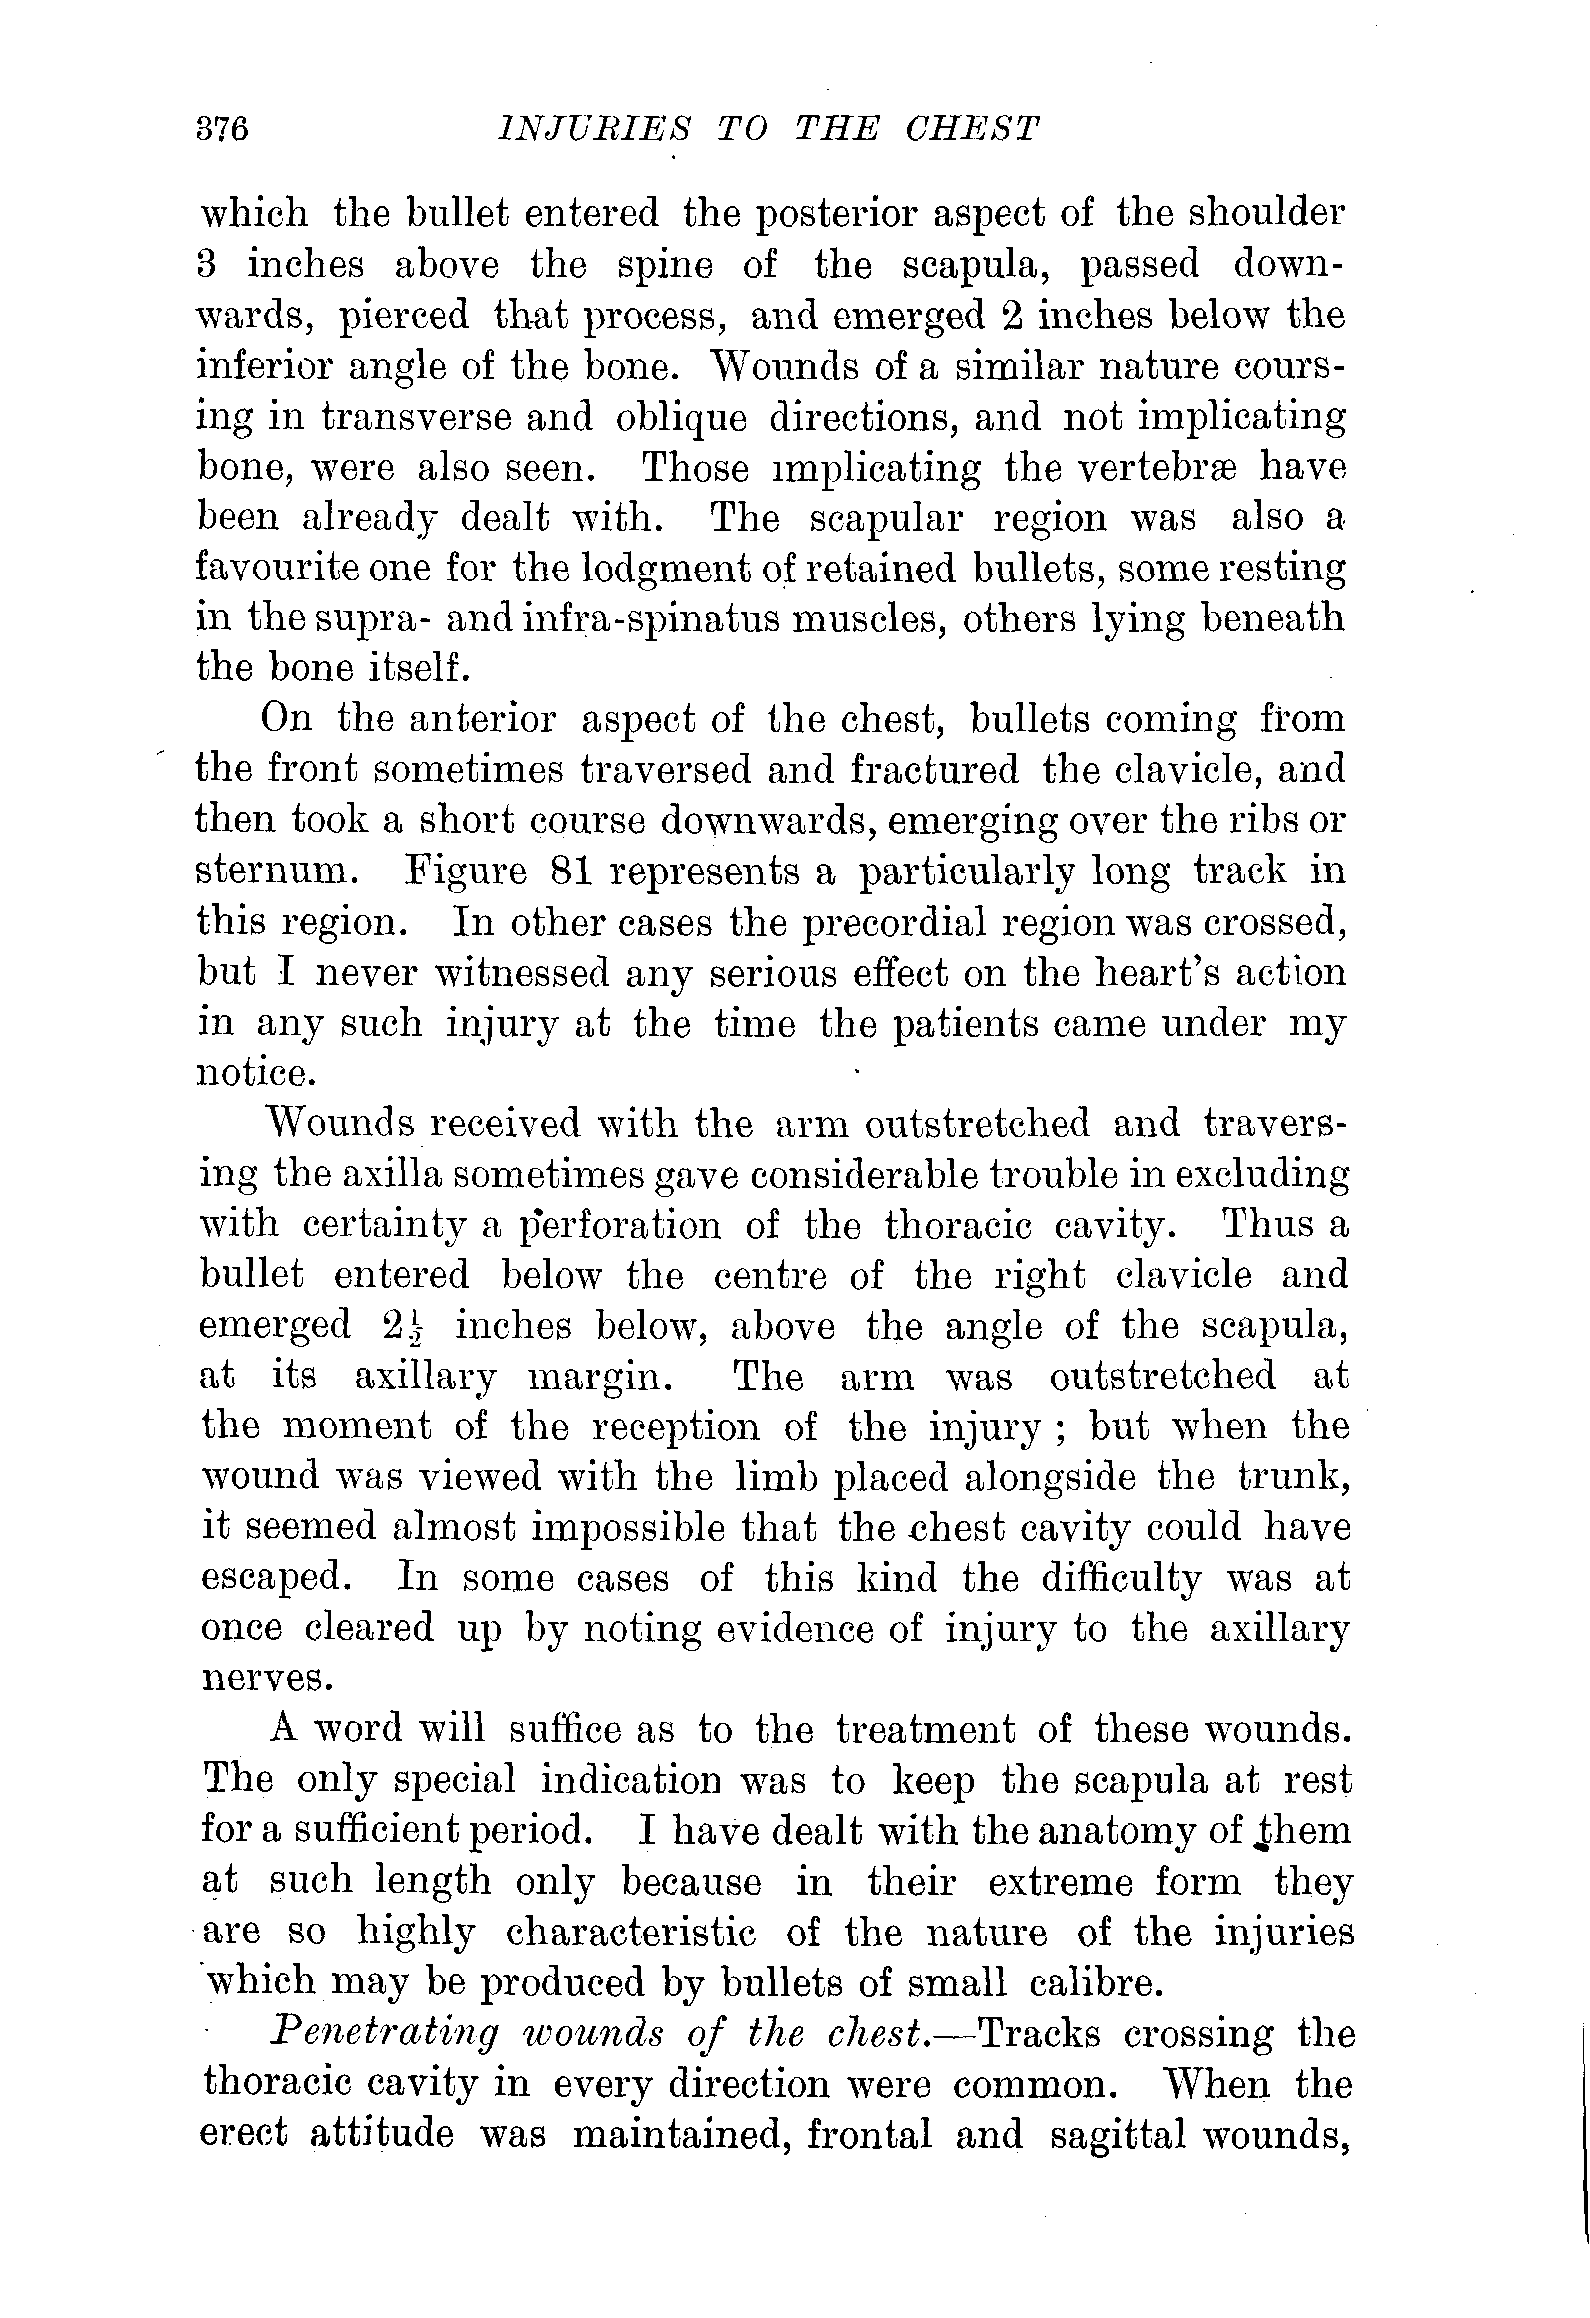 376 INJURIES TO THE CHEST
which the bullet entered the posterior aspect of the shoulder
3 inches above the spine of the scapula, passed down-
wards, pierced that process, and emerged 2 inches below the
inferior angle of the bone. Wounds of a similar nature cours-
ing in transverse and oblique directions, and not implicating
bone, were also seen. Those implicating the vertebræ have
been already dealt with. The scapular region was also a
favourite one for the lodgment of retained bullets, some resting
in the supra- and infra-spinatus muscles, others lying beneath
the bone itself.
On the anterior aspect of the chest, bullets coming from
the front sometimes traversed and fractured the clavicle, and
then took a short course downwards, emerging over the ribs or
sternum. Figure 81 represents a particularly long track in
this region. In other cases the precordial region was crossed,
but I never witnessed any serious effect on the heart's action
in any such injury at the time the patients came under my
notice.
Wounds received with the arm outstretched and travers-
ing the axilla sometimes gave considerable trouble in excluding
with certainty a perforation of the thoracic cavity. Thus a
bullet entered below the centre of the right clavicle and
emerged 2½ inches below, above the angle of the scapula,
at its axillary margin. The arm was outstretched at
the moment of the reception of the injury ; but when the
wound was viewed with the limb placed alongside the trunk,
it seemed almost impossible that the chest cavity could have
escaped. In some cases of this kind the difficulty was at
once cleared up by noting evidence of injury to the axillary
nerves.
A word will suffice as to the treatment of these wounds.
The only special indication was to keep the scapula at rest
for a sufficient period. I have dealt with the anatomy of them
at such length only because in their extreme form they
are so highly characteristic of the nature of the injuries
which may be produced by bullets of small calibre.
Penetrating wounds of the chest.—Tracks crossing the
thoracic cavity in every direction were common. When the
erect attitude was maintained, frontal and sagittal wounds,